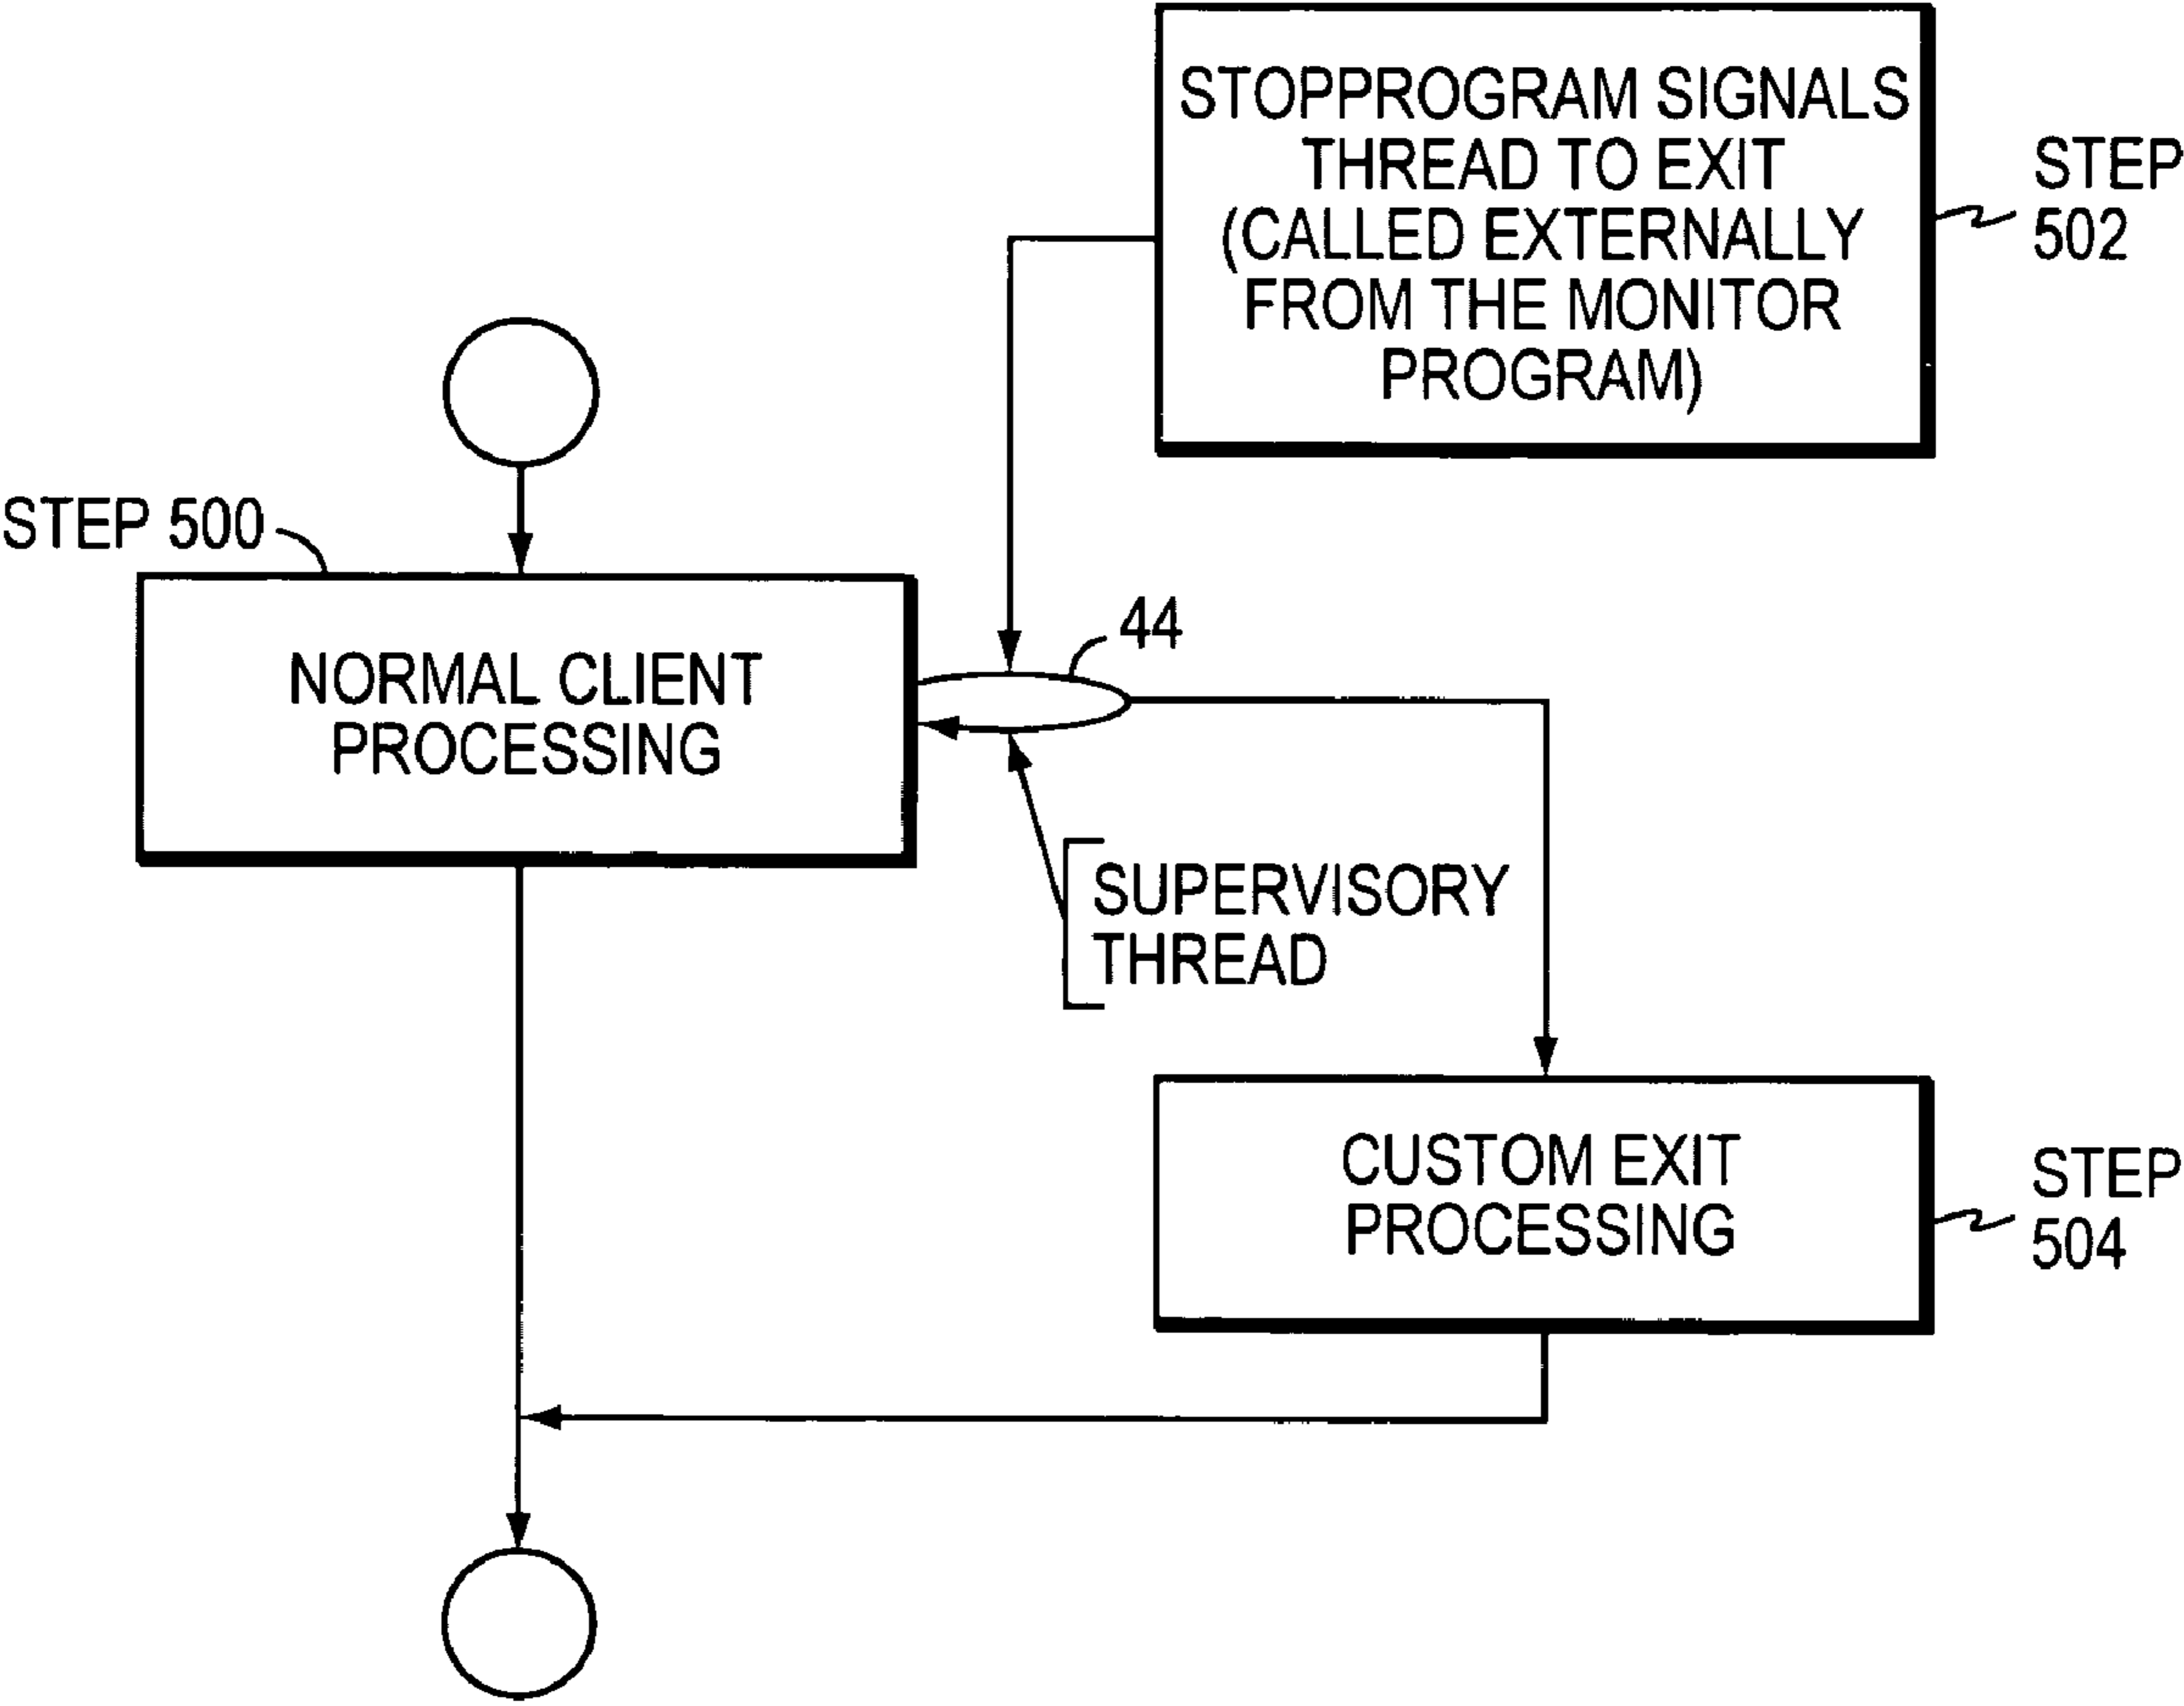 STOPPROGRAM SIGNALS
THREAD TO EXIT
(CALLED EXTERNALLY
FROM THE MONITOR
PROGRAM)
STEP
502
STEP 500
NORMAL CLIENT
PROCESSING
44
SUPERVISORY
THREAD
CUSTOM EXIT
PROCESSING
STEP
504